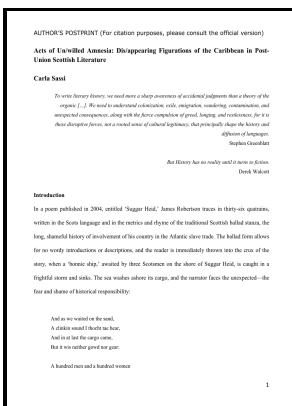 AUTHOR'S POSTPRINT (For citation purposes, please consult the official version)
Acts of Un/willed Amnesia: Dis/appearing Figurations of the Caribbean in Post-
Union Scottish Literature
Carla Sassi
To write literary history, we need more a sharp awareness of accidental judgments than a theory of the
organic [...]. We need to understand colonization, exile, emigration, wandering, contamination, and
unexpected consequences, along with the fierce compulsion of greed, longing, and restlessness, for it is
these disruptive forces, not a rooted sense of cultural legitimacy, that principally shape the history and
diffusion of languages.
Stephen Greenblatt
But History has no reality until it turn to fiction.
Derek Walcott
Introduction
In a poem published in 2004, entitled 'Suggar Heid,' James Robertson traces in thirty-six quatrains,
written in the Scots language and in the metrics and rhyme of the traditional Scottish ballad stanza, the
long, shameful history of involvement of his country in the Atlantic slave trade. The ballad form allows
for no wordy introductions or descriptions, and the reader is immediately thrown into the crux of the
story, when a 'bonnie ship,' awaited by three Scotsmen on the shore of Suggar Heid, is caught in a
frightful storm and sinks. The sea washes ashore its cargo, and the narrator faces the unexpected—the
fear and shame of historical responsibility:
And as we waited on the sand,
A clinkin sound I thocht tae hear,
And in at last the cargo came,
But it wis neither gowd nor gear:
A hundred men and a hundred women
1